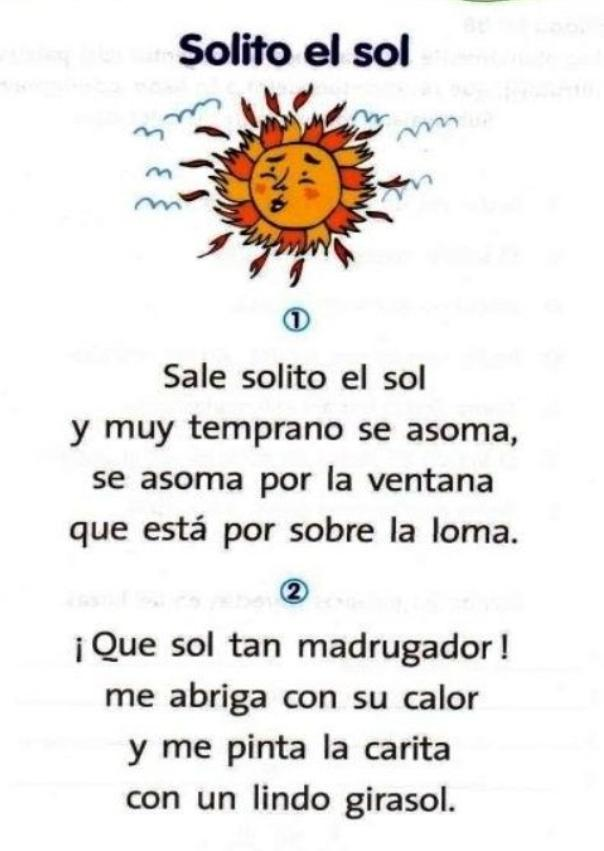 Solito el sol
①
Sale solito el sol
y muy temprano se asoma,
se asoma por la ventana
que está por sobre la loma.
②
¡Que sol tan madrugador!
me abriga con su calor
y me pinta la carita
con un lindo girasol.